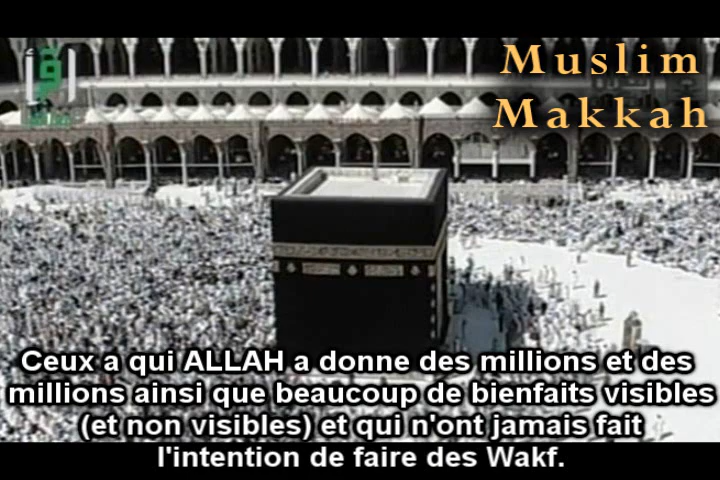 Muslim
Makkah
Ceux a qui ALLAH a donne des millions et des
millions ainsi que beaucoup de bienfaits visibles
(et non visibles) et qui n'ont jamais fait
l'intention de faire des Wakf.